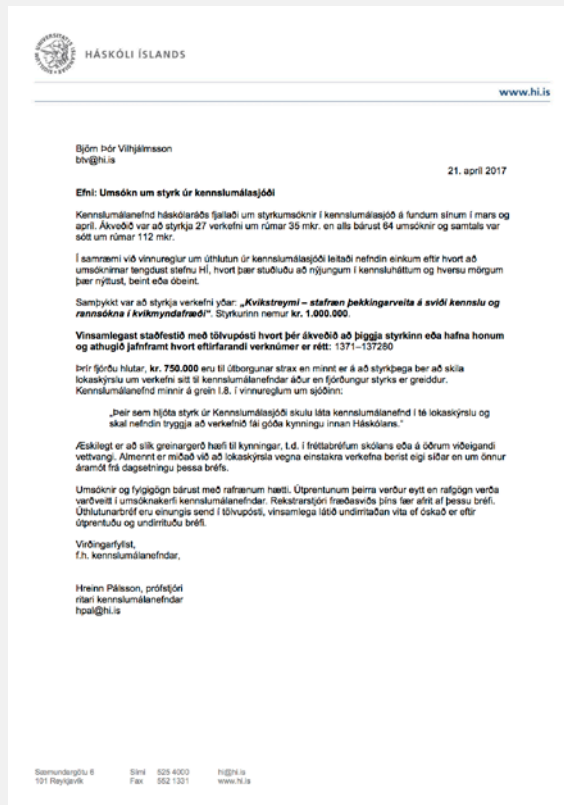 HÁSKÓLI ÍSLANDS
www.hi.is
Björn Þór Vilhjálmsson
btv@hi.is
21. apríl 2017
Efni: Umsókn um styrk úr kennslumálasjóði
Kennslumálanefnd háskólaráðs fjallaði um styrkumsóknir í kennslumálasjóð á fundum sínum í mars og
apríl. Ákveðið var að styrkja 27 verkefni um rúmar 35 mkr. en alls bárust 64 umsóknir og samtals var
sótt um rúmar 112 mkr.
Í samræmi við vinnureglur um úthlutun úr kennslumálasjóði leitaði nefndin einkum eftir hvort að
umsóknirnar tengdust stefnu HÍ, hvort þær stuðluðu að nýjungum í kennsluháttum og hversu mörgum
þær nýttust, beint eða óbeint.
Samþykkt var að styrkja verkefni yðar: „Kvikstreymi – stafræn þekkingarveita á sviði kennslu og
rannsókna í kvikmyndafræði“. Styrkurinn nemur kr. 1.000.000.
Vinsamlegast staðfestið með tölvupósti hvort þér ákveðið að þiggja styrkinn eða hafna honum
og athugið jafnframt hvort eftirfarandi verknúmer er rétt: 1371–137280
Þrír fjórðu hlutar, kr. 750.000 eru til útborgunar strax en minnt er á að styrkþega ber að skila
lokaskýrslu um verkefni sitt til kennslumálanefndar áður en fjórðungur styrks er greiddur.
Kennslumálanefnd minnir á grein I.8. í vinnureglum um sjóðinn:
„Þeir sem hljóta styrk úr Kennslumálasjóði skulu láta kennslumálanefnd í té lokaskýrslu og
skal nefndin tryggja að verkefnið fái góða kynningu innan Háskólans.“
Æskilegt er að slík greinargerð hæfi til kynningar, t.d. í fréttabréfum skólans eða á öðrum viðeigandi
vettvangi. Almennt er miðað við að lokaskýrsla vegna einstakra verkefna berist eigi síðar en um önnur
áramót frá dagsetningu þessa bréfs.
Umsóknir og fylgigögn bárust með rafrænum hætti. Útprentunum þeirra verður eytt en rafgögn verða
varðveitt í umsóknakerfi kennslumálanefndar. Rekstrarstjóri fræðasviðs þíns fær afrit af þessu bréfi.
Úthlutunarbréf eru einungis send í tölvupósti, vinsamlega látið undirritaðan vita ef óskað er eftir
útprentuðu og undirrituðu bréfi.
Virðingarfyllst,
f.h. kennslumálanefndar,
Hreinn Pálsson, prófstjóri
ritari kennslumálanefndar
hpal@hi.is
Sæmundargötu 6 Sími 525 4000 hi@hi.is
101 Reykjavík Fax 552 1331 www.hi.is